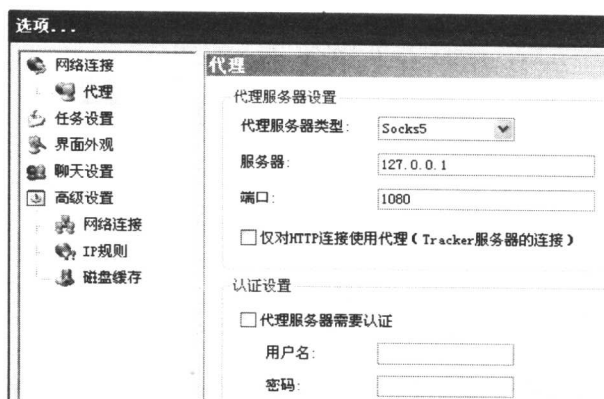 选项...
网络连接
代理
任务设置
界面外观
聊天设置
高级设置
网络连接
IP规则
磁盘缓存
代理
代理服务器设置
代理服务器类型:
Socks5
服务器:
127.0.0.1
端口:
1080
仅对HTTP连接使用代理(Tracker服务器的连接)
认证设置
代理服务器需要认证
用户名:
密码: